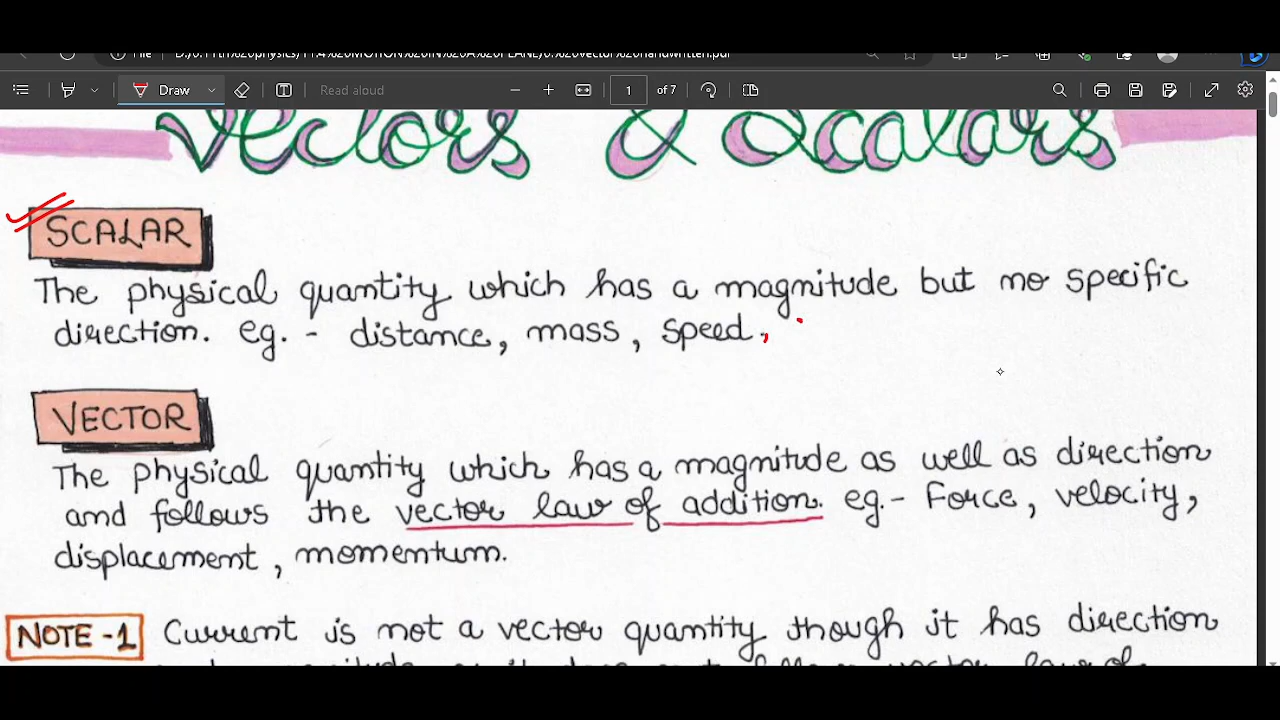 File
Draw
Read aloud
1 of 7
Vectors & Scalars
SCALAR
The physical quantity which has a magnitude but no specific
direction. eg. - distance, mass, speed,
VECTOR
The physical quantity which has a magnitude as well as direction
and follows the vector law of addition. eg.- Force, velocity,
displacement, momentum.
NOTE -1 Current is not a vector quantity though it has direction